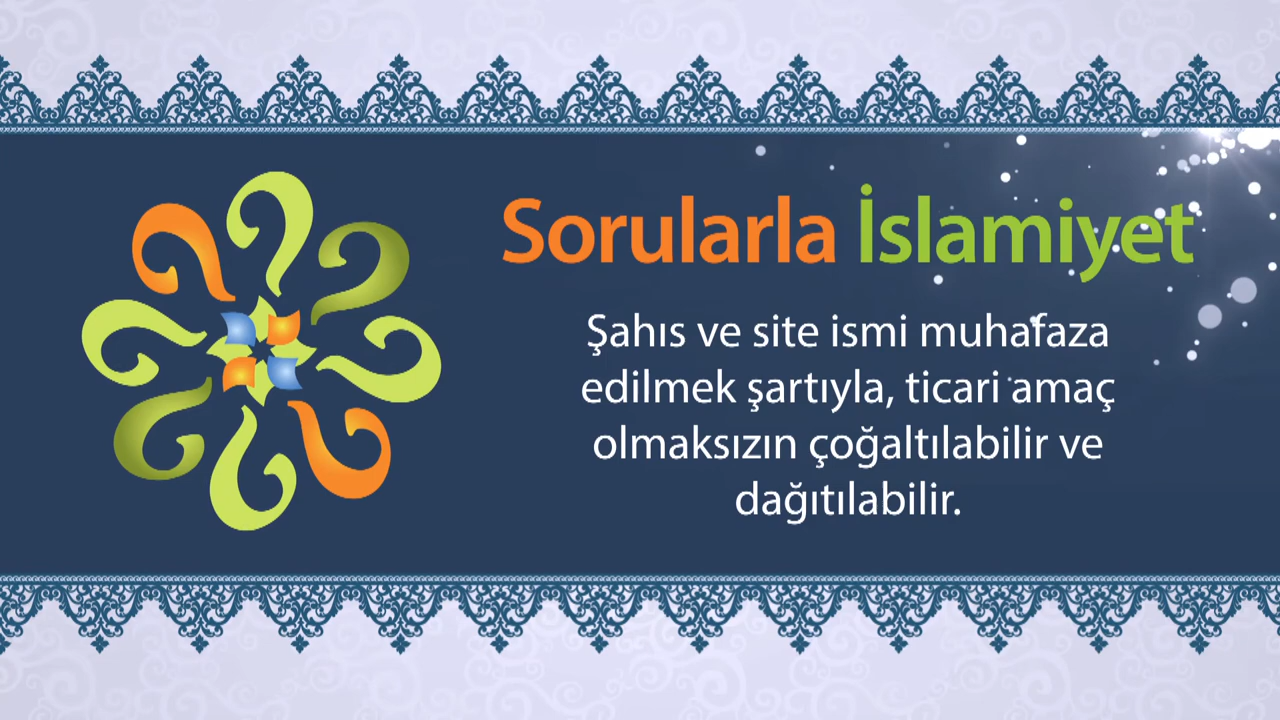 Sorularla İslamiyet
Şahıs ve site ismi muhafaza
edilmek şartıyla, ticari amaç
olmaksızın çoğaltılabilir ve
dağıtılabilir.